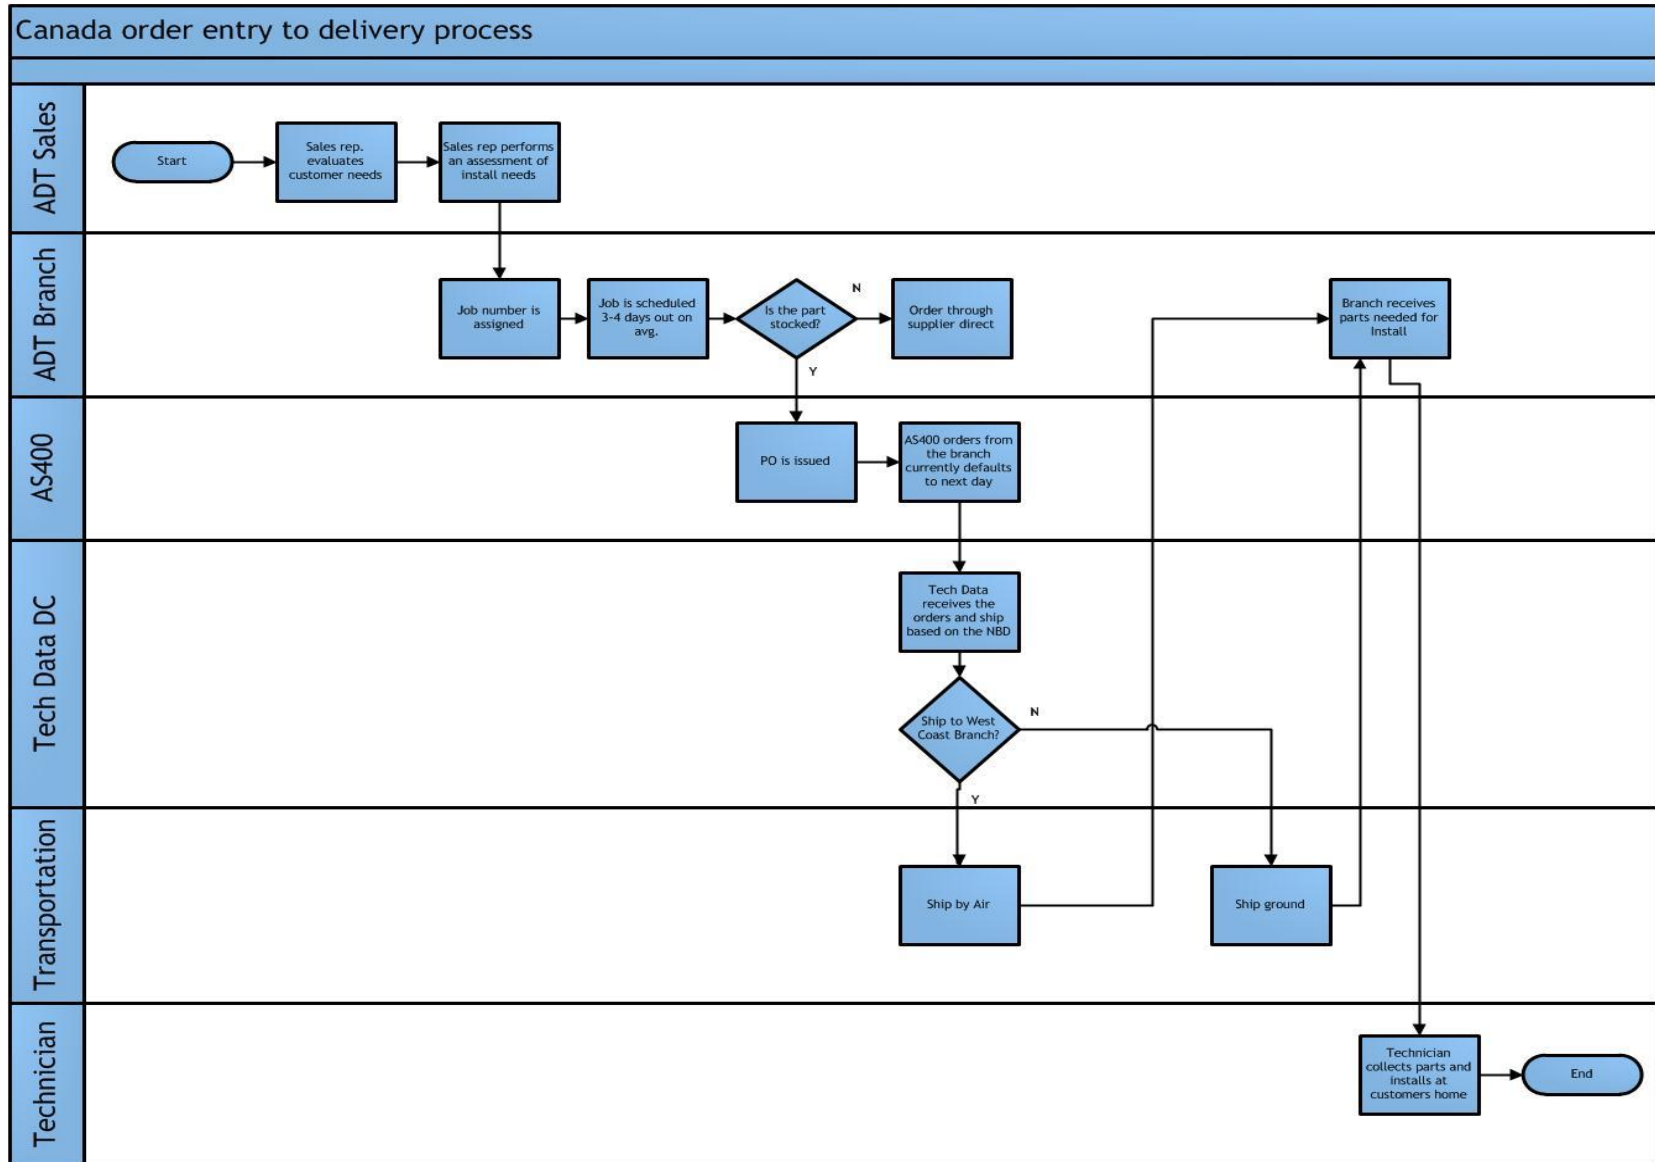 Canada order entry to delivery process
ADT Sales
Start
Sales rep.
evaluates
customer needs
Sales rep performs
an assessment of
install needs
ADT Branch
Job number is
assigned
Job is scheduled
3-4 days out on
avg.
Is the part
stocked?
N
Y
Order through
supplier direct
Branch receives
parts needed for
Install
AS400
PO is issued
AS400 orders from
the branch
currently defaults
to next day
Tech Data DC
Tech Data
receives the
orders and ship
based on the NBD
Ship to West
Coast Branch?
N
Y
Transportation
Ship by Air
Ship ground
Technician
Technician
collects parts and
installs at
customers home
End